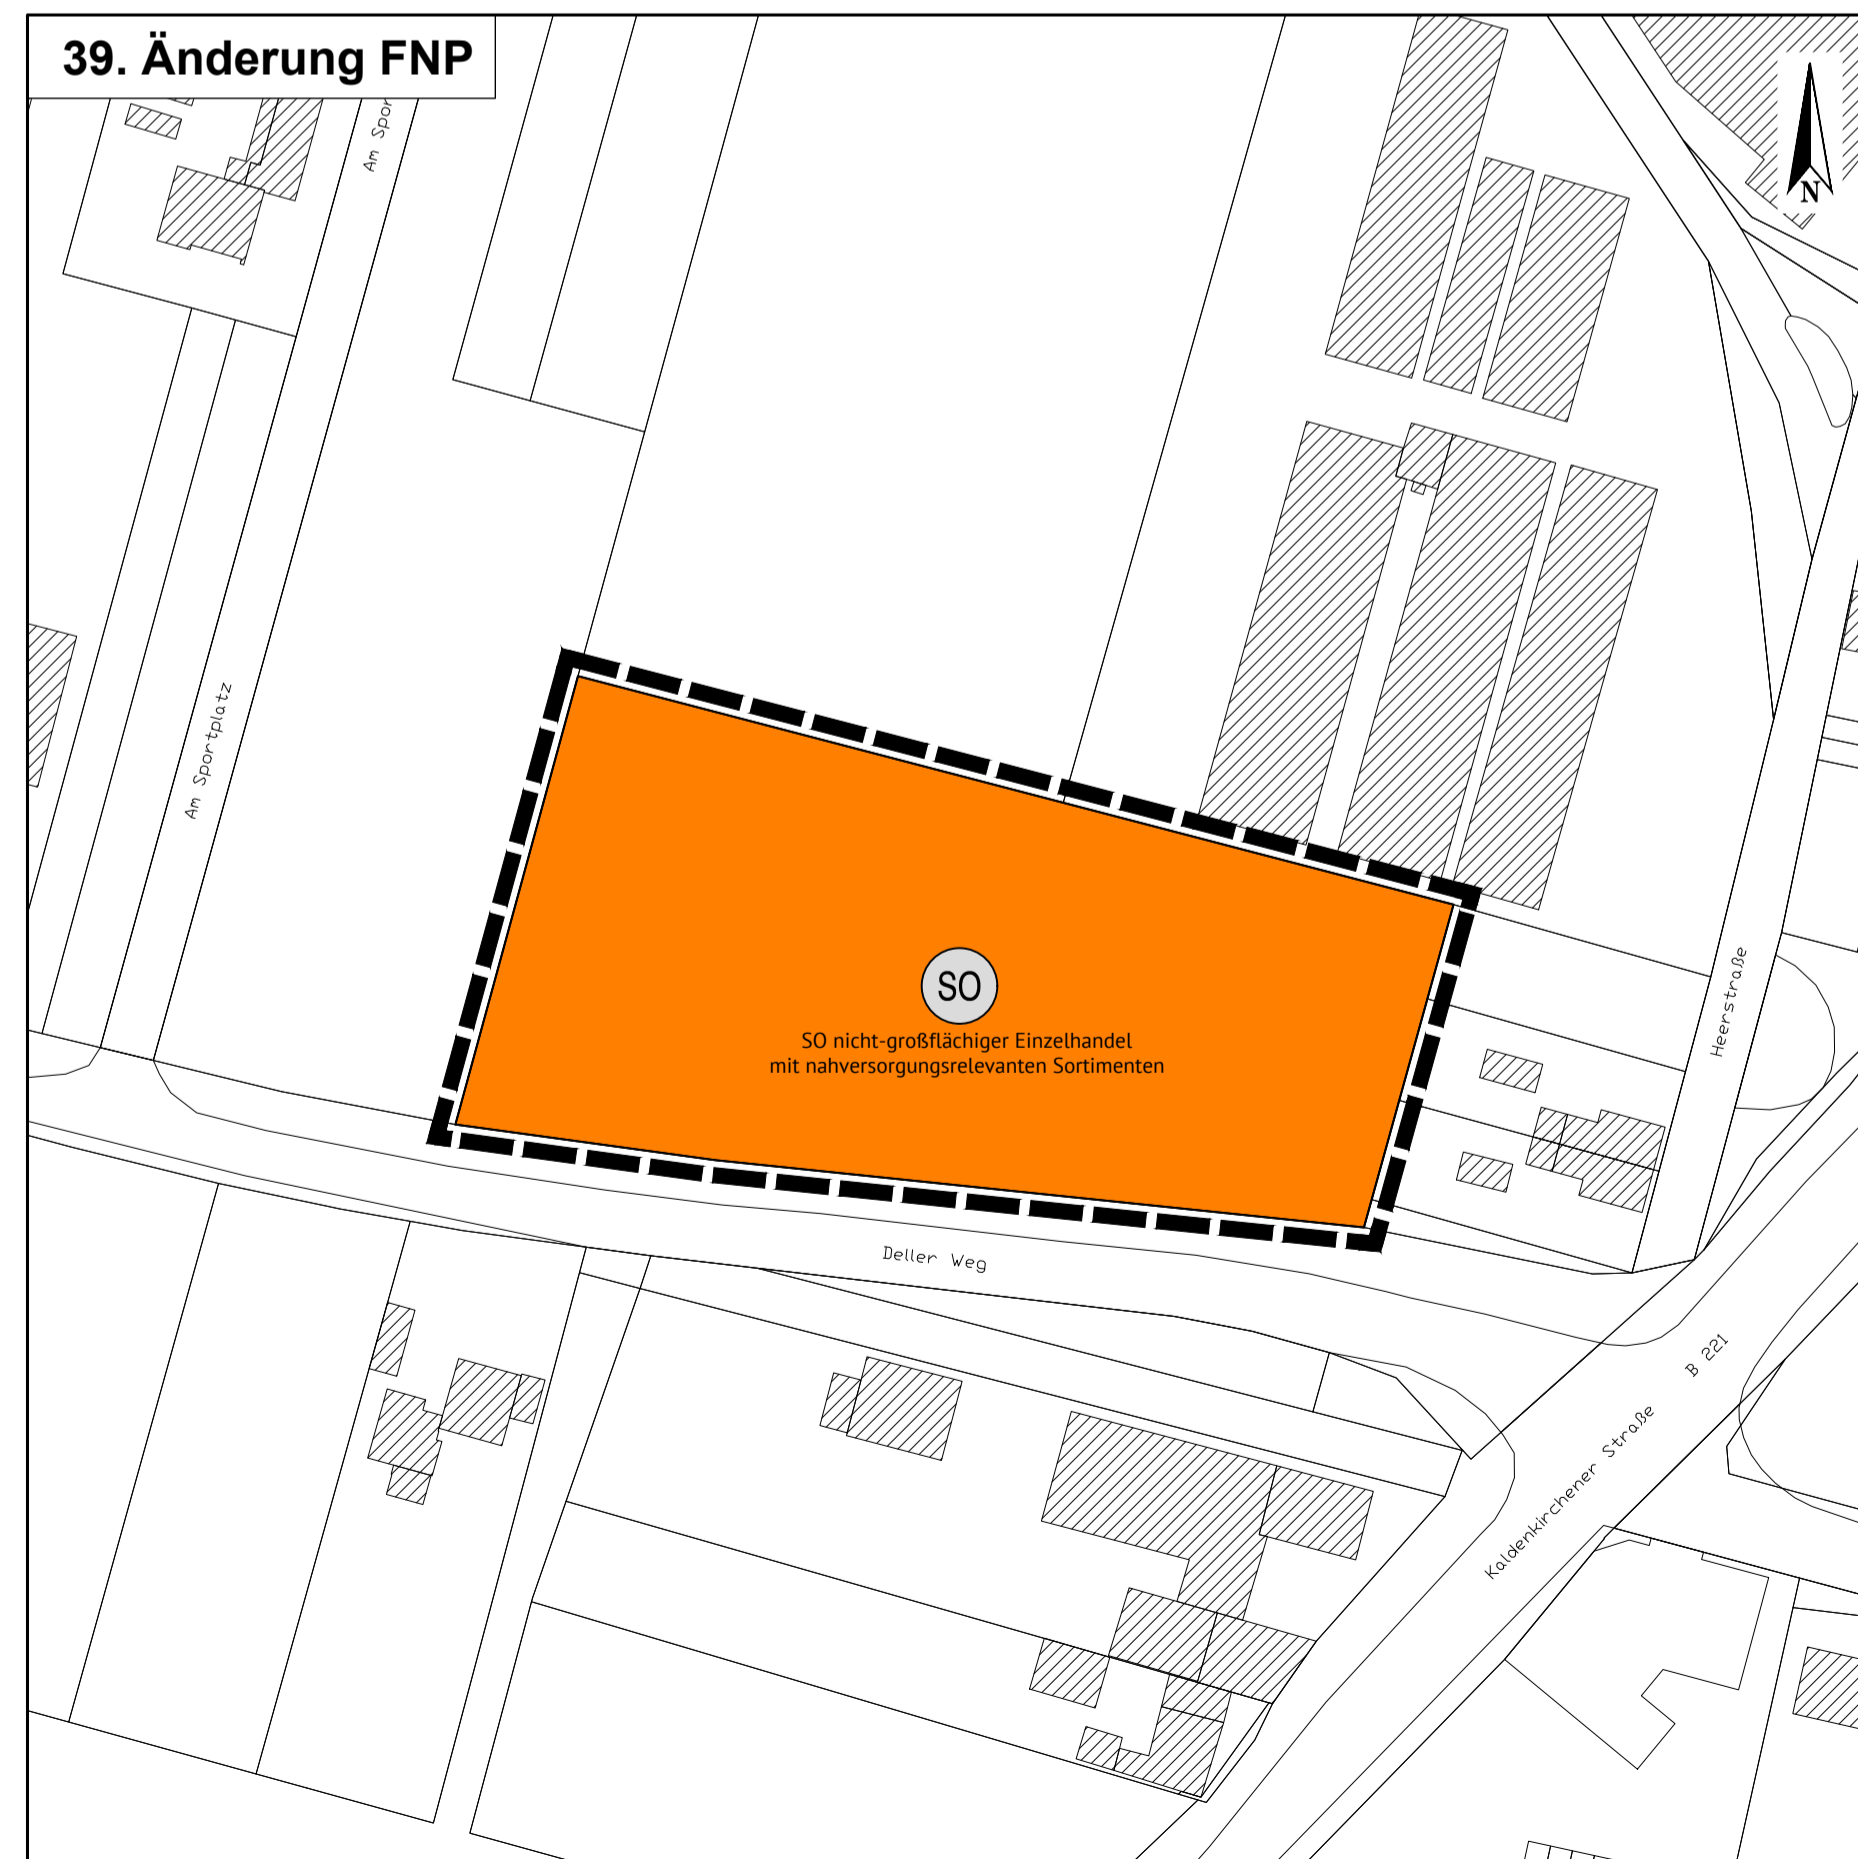 39. Änderung FNP
N
Am Spor
Am Sportplatz
SO
SO nicht-großflächiger Einzelhandel
mit nahversorgungsrelevanten Sortimenten
Heerstraße
Deller Weg
B 221
Kaldenkirchener Straße